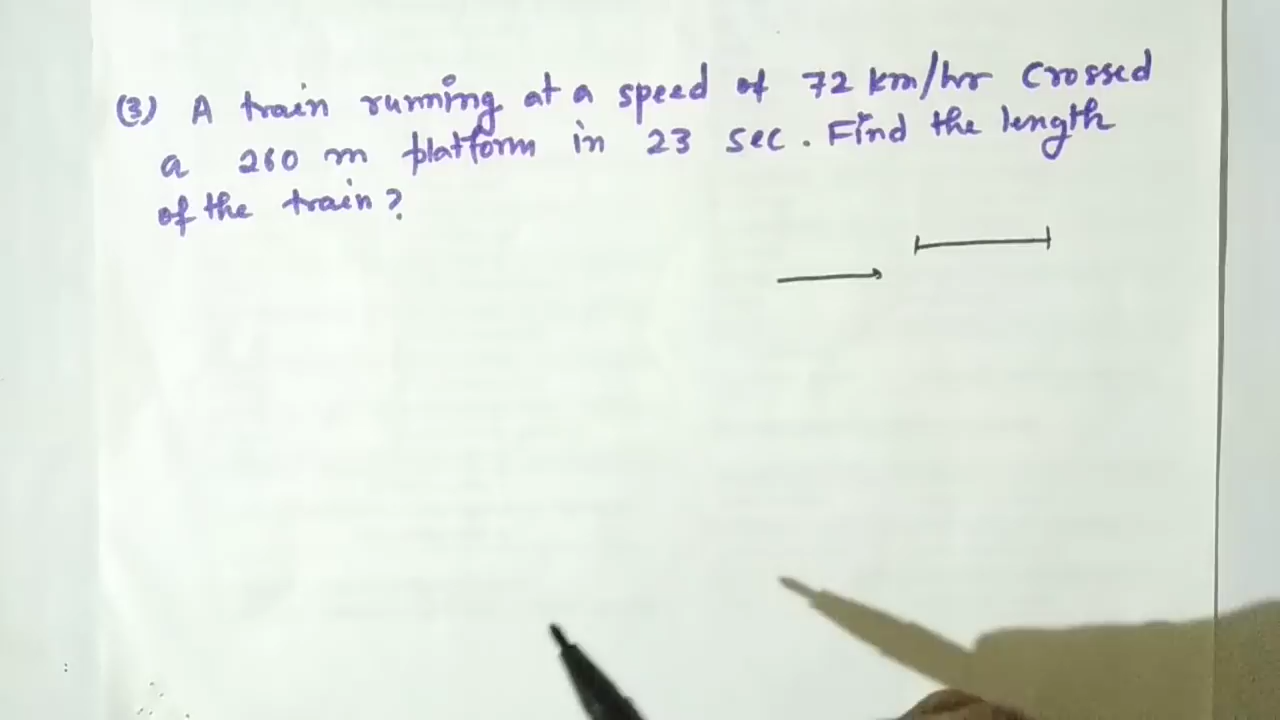 (3) A train running at a speed of 72 km/hr crossed
a 260 m platform in 23 sec. Find the length
of the train?